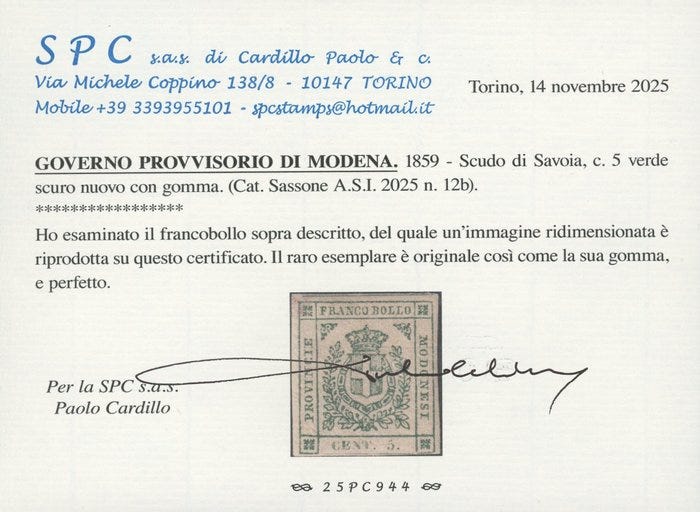 SPC s.a.s. di Cardillo Paolo & c.
Via Michele Coppino 138/8 - 10147 TORINO
Mobile +39 3393955101 - spcstamps@hotmail.it
Torino, 14 novembre 2025
GOVERNO PROVVISORIO DI MODENA. 1859 - Scudo di Savoia, c. 5 verde
scuro nuovo con gomma. (Cat. Sassone A.S.I. 2025 n. 12b).
*****************
Ho esaminato il francobollo sopra descritto, del quale un'immagine ridimensionata è
riprodotta su questo certificato. Il raro esemplare è originale così come la sua gomma,
e perfetto.
FRANCO BOLLO
PROVINCIE
MODONESI
CENT. 5.
Per la SPC s.a.s.
Paolo Cardillo
25PC944